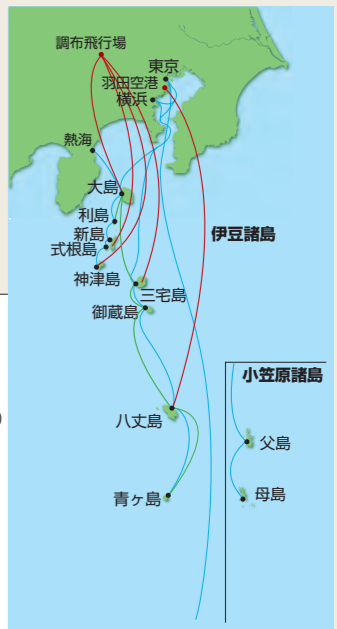 調布飛行場
東京
羽田空港
横浜
熱海
大島
利島
新島
式根島
神津島
伊豆諸島
三宅島
御蔵島
小笠原諸島
八丈島
父島
青ヶ島
母島